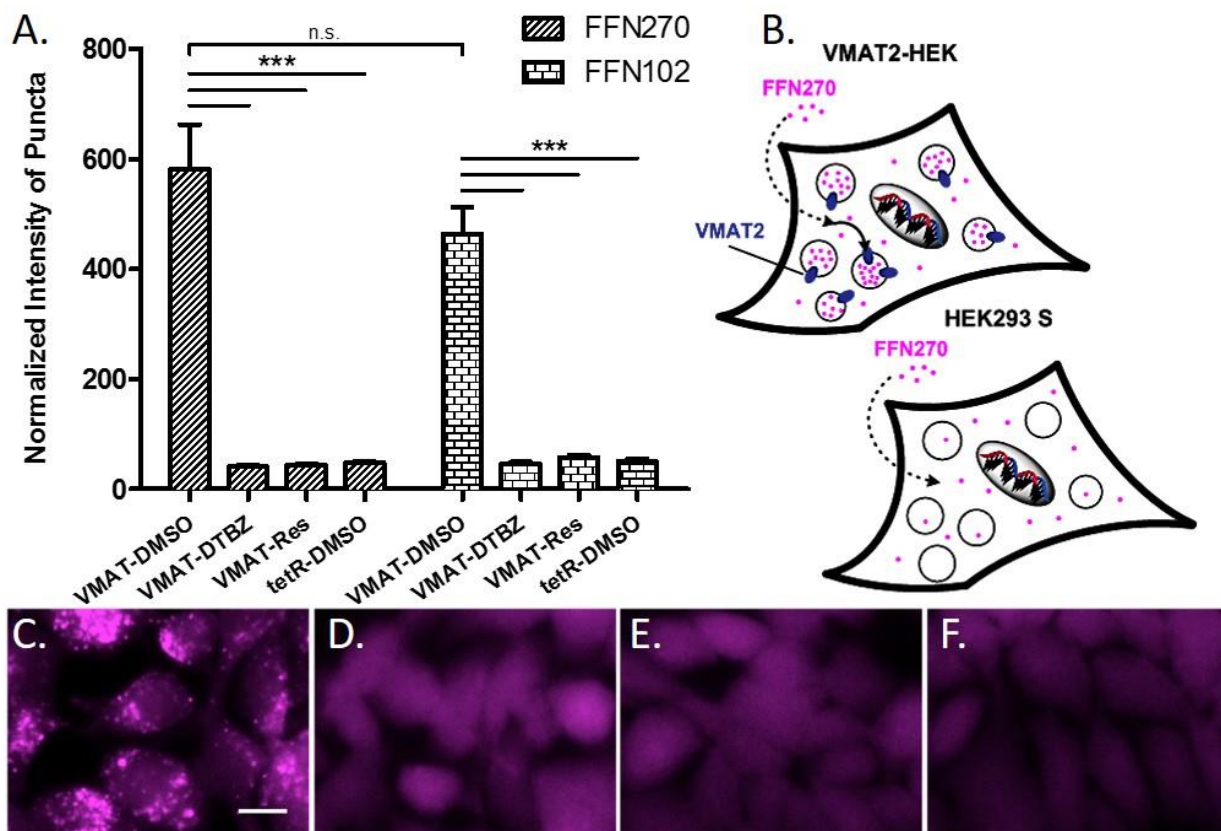 A.
n.s.
FFN270
FFN102
***
***
Normalized Intensity of Puncta
800
600
400
200
0
VMAT-DMSO
VMAT-DTBZ
VMAT-Res
tetR-DMSO
VMAT-DMSO
VMAT-DTBZ
VMAT-Res
tetR-DMSO
B.
VMAT2-HEK
FFN270
VMAT2
HEK293 S
FFN270
C.
D.
E.
F.